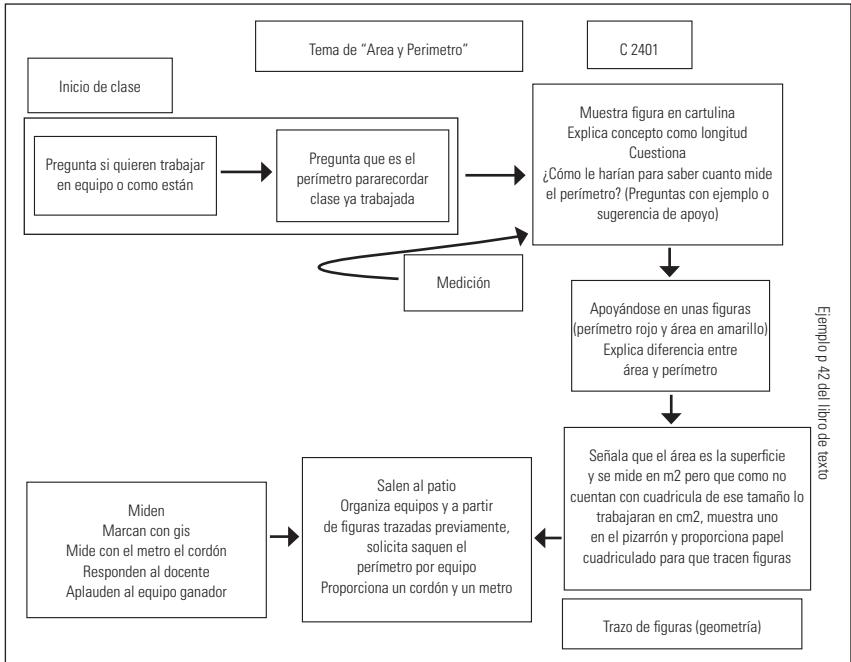 Tema de "Area y Perimetro"
C 2401
Inicio de clase
Pregunta si quieren trabajar
en equipo o como están
Pregunta que es el
perímetro pararecordar
clase ya trabajada
Muestra figura en cartulina
Explica concepto como longitud
Cuestiona
¿Cómo le harían para saber cuanto mide
el perímetro? (Preguntas con ejemplo o
sugerencia de apoyo)
Medición
Apoyándose en unas figuras
(perímetro rojo y área en amarillo)
Explica diferencia entre
área y perímetro
Ejemplo p 42 del libro de texto
Señala que el área es la superficie
y se mide en m2 pero que como no
cuentan con cuadricula de ese tamaño lo
trabajaran en cm2, muestra uno
en el pizarrón y proporciona papel
cuadriculado para que tracen figuras
Salen al patio
Organiza equipos y a partir
de figuras trazadas previamente,
solicita saquen el
perímetro por equipo
Proporciona un cordón y un metro
Miden
Marcan con gis
Mide con el metro el cordón
Responden al docente
Aplauden al equipo ganador
Trazo de figuras (geometría)